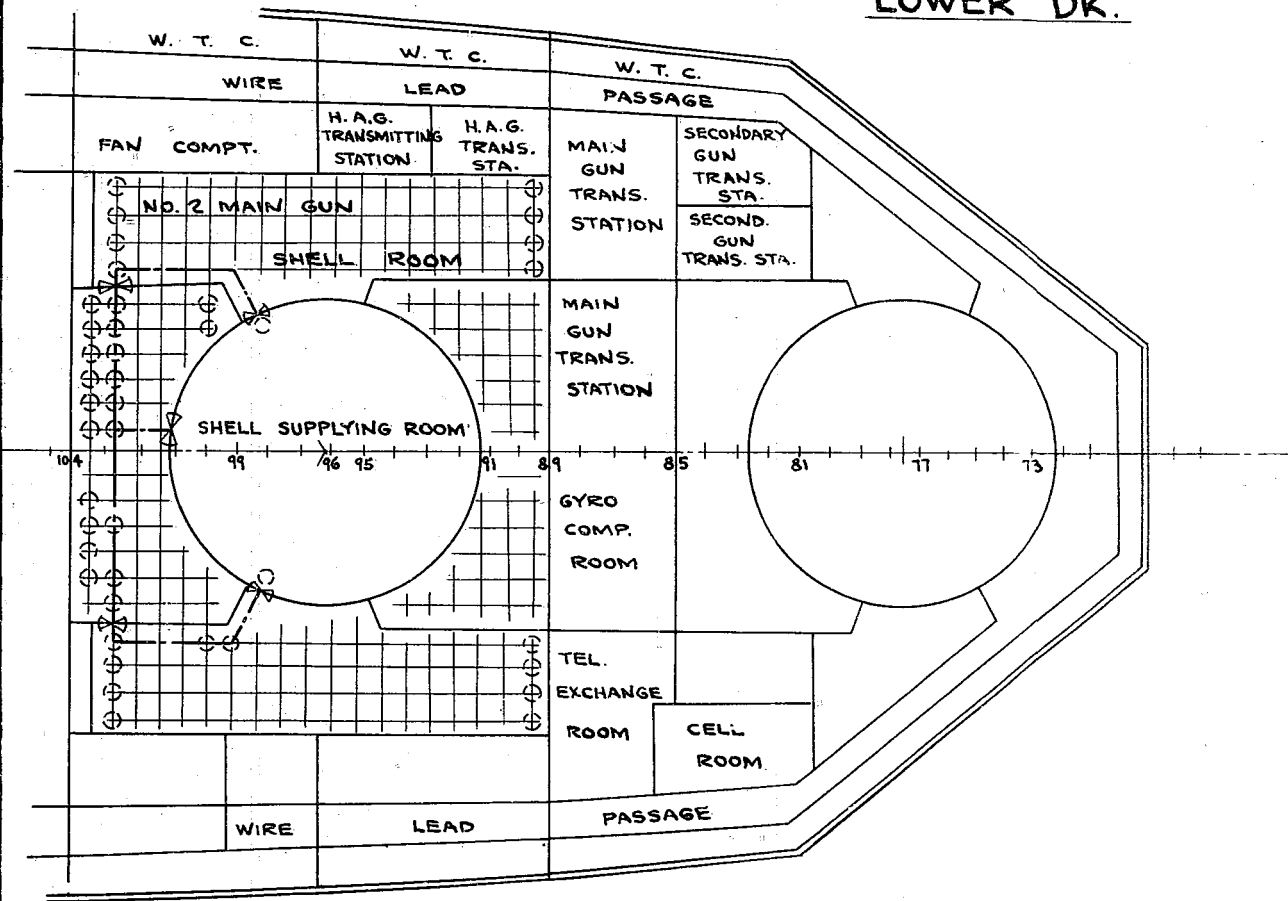 LOWER DK.
W. T. C.
W. T. C.
W. T. C.
WIRE LEAD PASSAGE
FAN COMPT.
H. A. G.
TRANSMITTING
STATION
H. A. G.
TRANS.
STA.
MAIN
GUN
TRANS.
STATION
SECONDARY
GUN
TRANS.
STA.
SECOND.
GUN
TRANS. STA.
NO. 2 MAIN GUN
SHELL ROOM
MAIN
GUN
TRANS.
STATION
SHELL SUPPLYING ROOM
104 99 96 95 91 89 85 81 77 73
GYRO
COMP.
ROOM
TEL.
EXCHANGE
ROOM
CELL
ROOM
WIRE LEAD PASSAGE